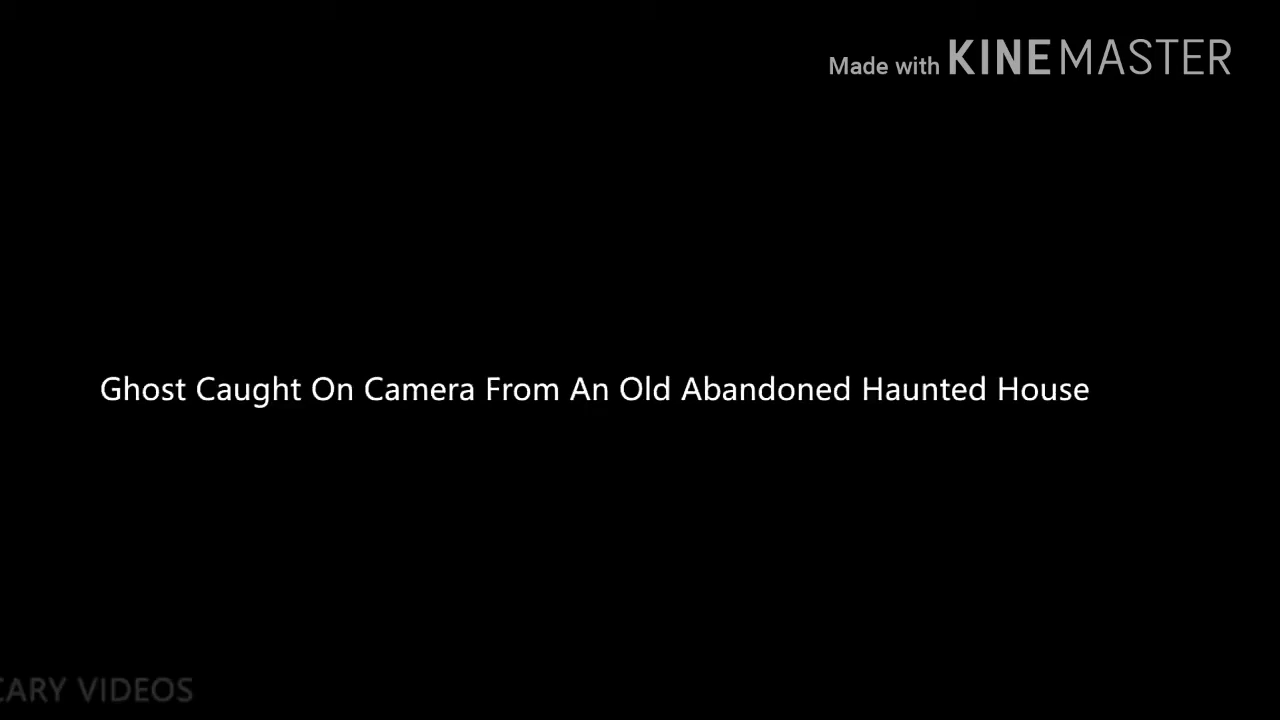 Made with KINEMASTER
Ghost Caught On Camera From An Old Abandoned Haunted House
CARY VIDEOS